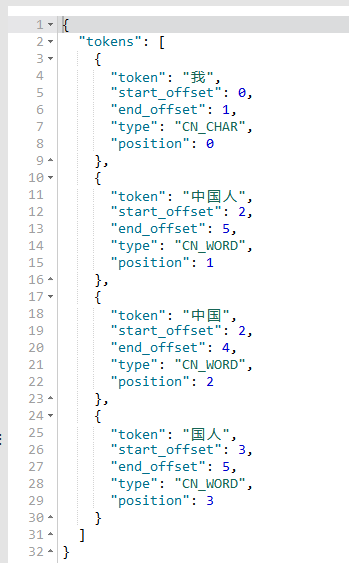 1 {
2 "tokens": [
3 {
4 "token": "我",
5 "start_offset": 0,
6 "end_offset": 1,
7 "type": "CN_CHAR",
8 "position": 0
9 },
10 {
11 "token": "中国人",
12 "start_offset": 2,
13 "end_offset": 5,
14 "type": "CN_WORD",
15 "position": 1
16 },
17 {
18 "token": "中国",
19 "start_offset": 2,
20 "end_offset": 4,
21 "type": "CN_WORD",
22 "position": 2
23 },
24 {
25 "token": "国人",
26 "start_offset": 3,
27 "end_offset": 5,
28 "type": "CN_WORD",
29 "position": 3
30 }
31 ]
32 }